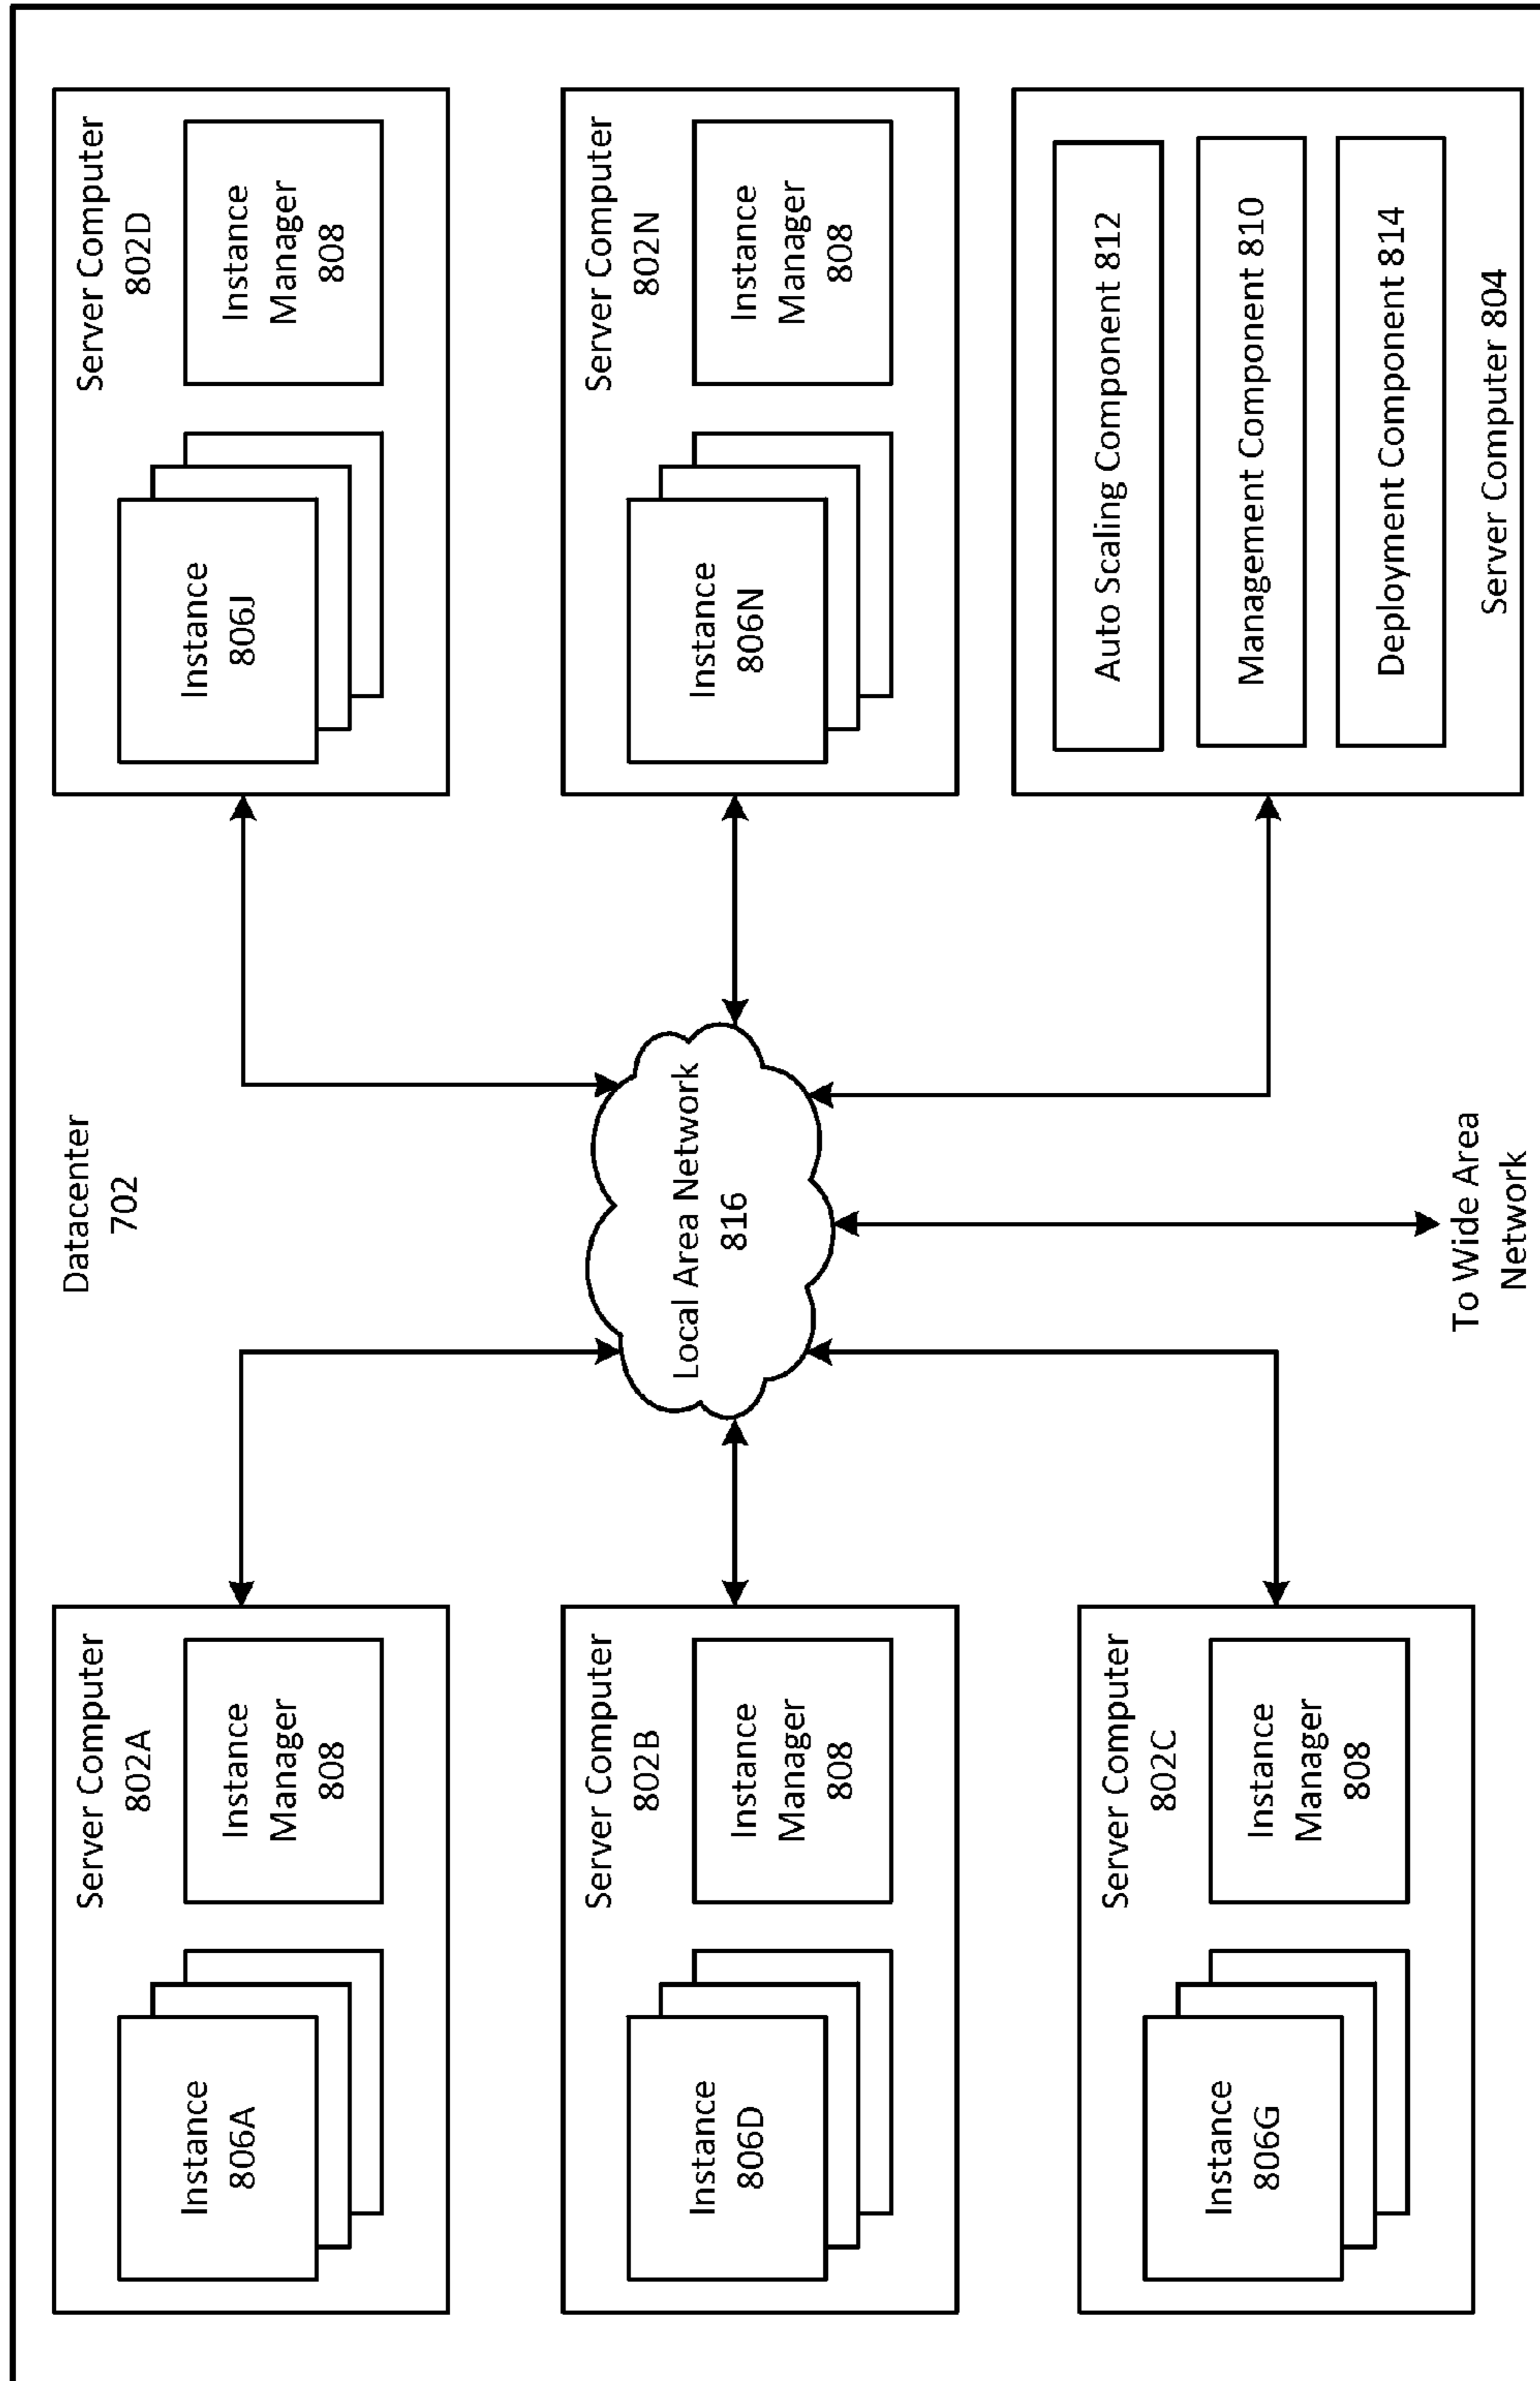 Datacenter
702
Server Computer
802A
Instance
806A
Instance
Manager
808
Server Computer
802B
Instance
806D
Instance
Manager
808
Server Computer
802C
Instance
806G
Instance
Manager
808
Local Area Network
816
To Wide Area
Network
Server Computer
802D
Instance
806J
Instance
Manager
808
Server Computer
802N
Instance
806N
Instance
Manager
808
Auto Scaling Component 812
Management Component 810
Deployment Component 814
Server Computer 804